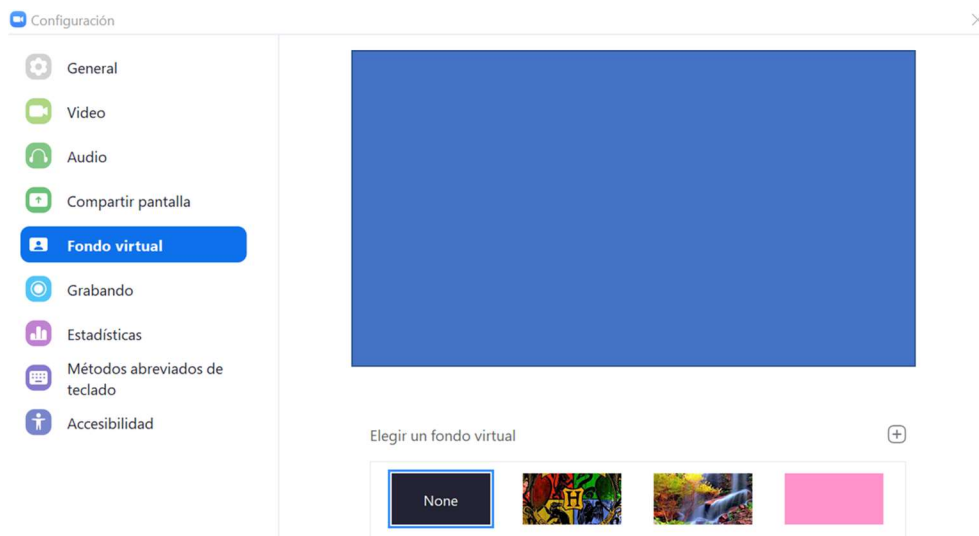 Configuración
General
Video
Audio
Compartir pantalla
Fondo virtual
Grabando
Estadísticas
Métodos abreviados de
teclado
Accesibilidad
Elegir un fondo virtual
None
H